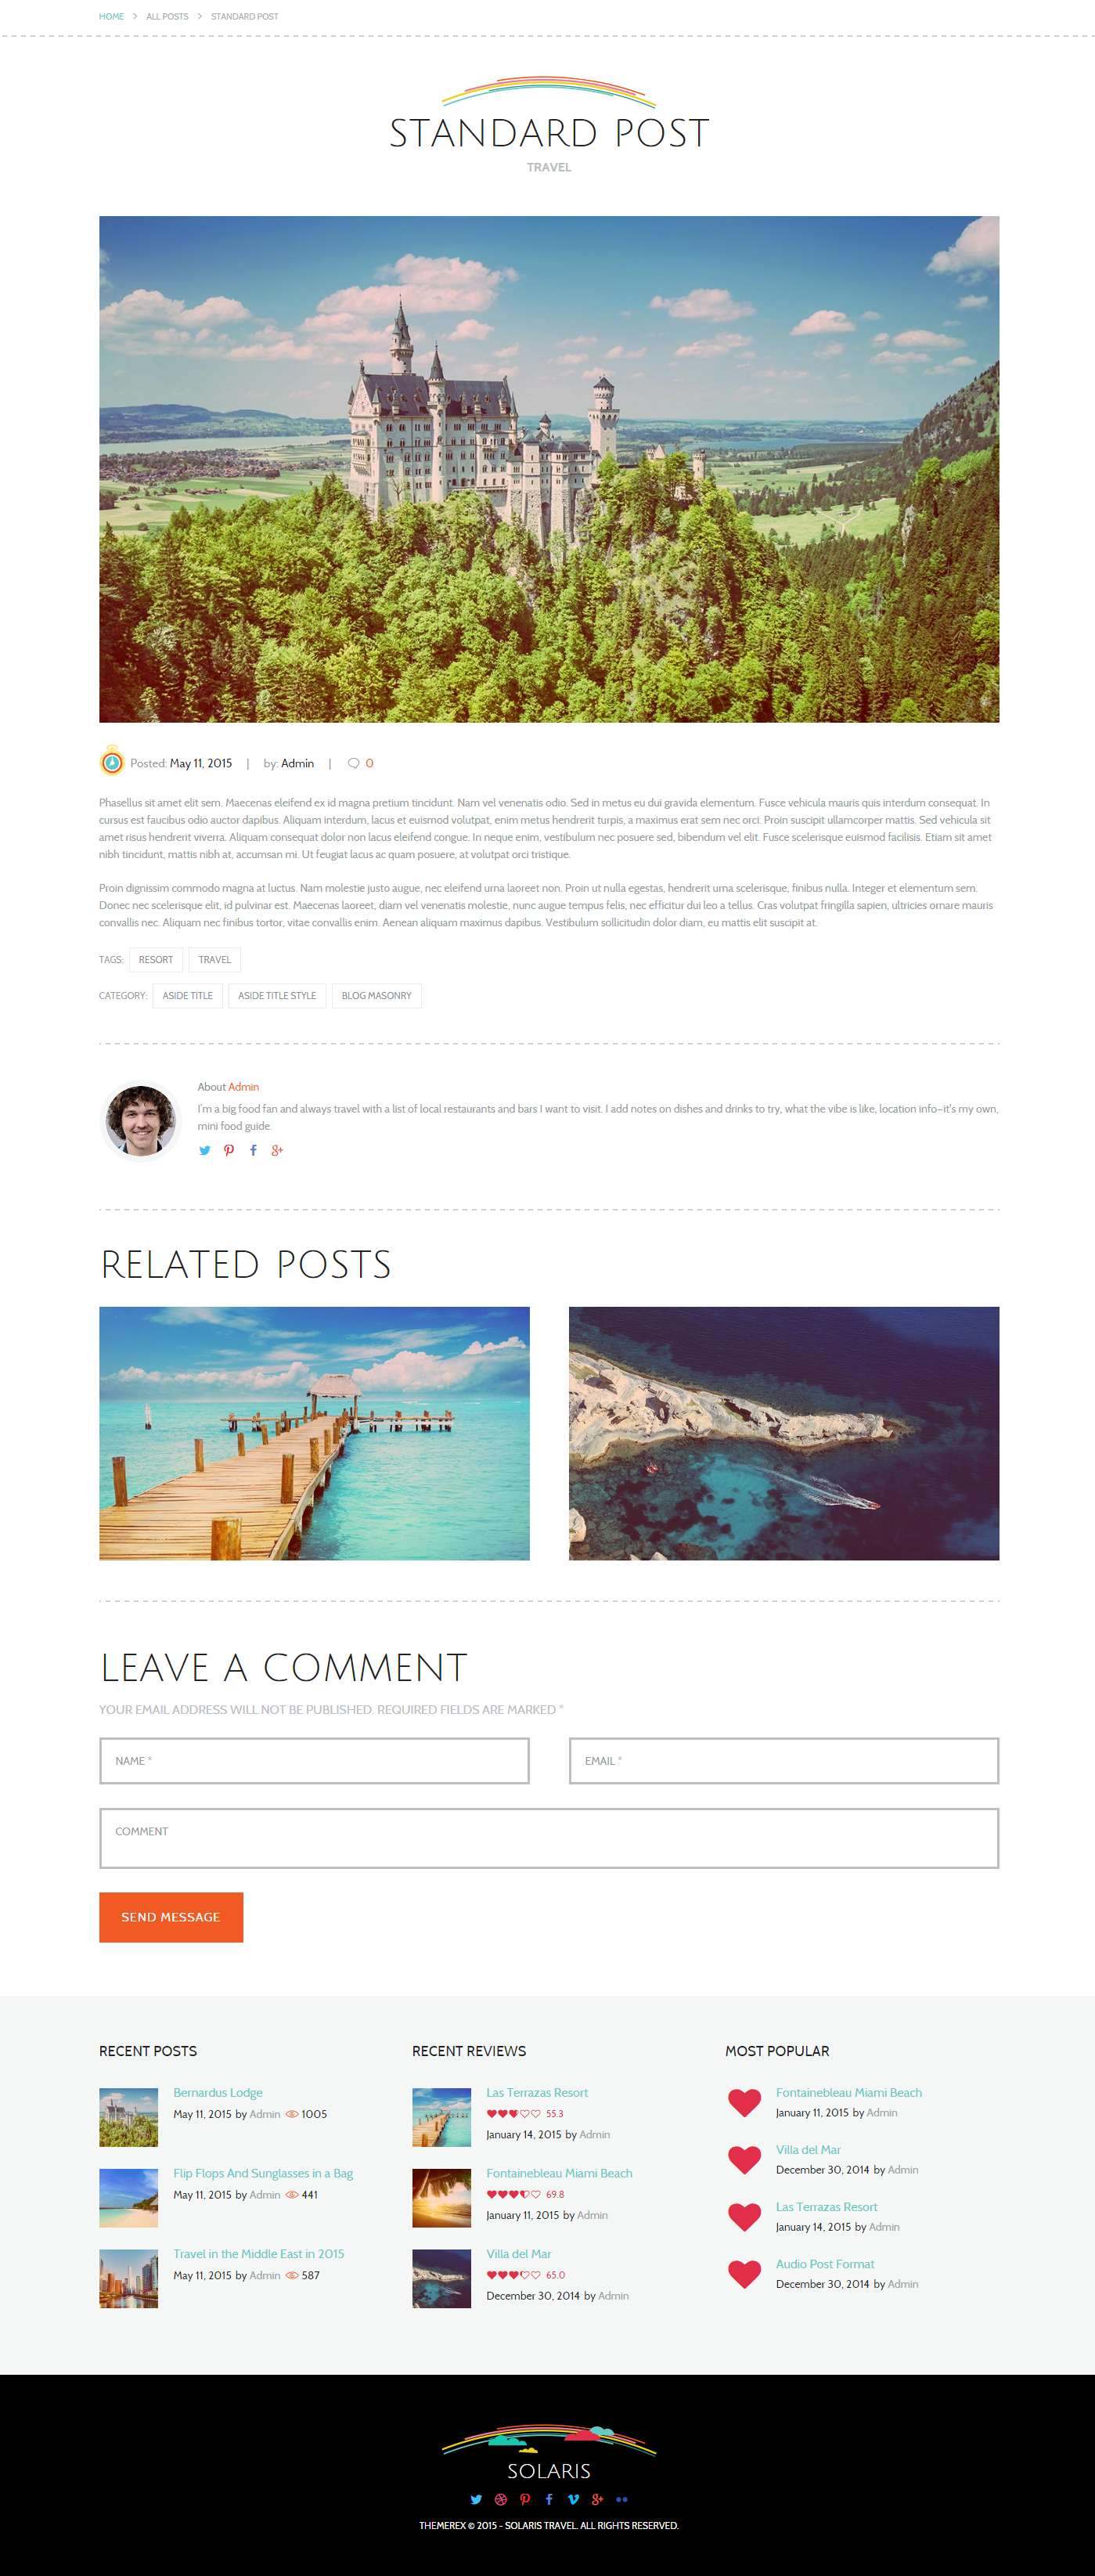 HOME > ALL POSTS > STANDARD POST
STANDARD POST
TRAVEL
Posted: May 11, 2015 | by: Admin | 0
Phasellus sit amet elit sem. Maecenas eleifend ex id magna pretium tincidunt. Nam vel venenatis odio. Sed in metus eu dui gravida elementum. Fusce vehicula mauris quis interdum consequat. In
cursus est faucibus odio auctor dapibus. Aliquam interdum, lacus et euismod volutpat, enim metus hendrerit turpis, a maximus erat sem nec orci. Proin suscipit ullamcorper mattis. Sed vehicula sit
amet risus hendrerit viverra. Aliquam consequat dolor non lacus eleifend congue. In neque enim, vestibulum nec posuere sed, bibendum vel elit. Fusce scelerisque euismod facilisis. Etiam sit amet
nibh tincidunt, mattis nibh at, accumsan mi. Ut feugiat lacus ac quam posuere, at volutpat orci tristique.
Proin dignissim commodo magna at luctus. Nam molestie justo augue, nec eleifend urna laoreet non. Proin ut nulla egestas, hendrerit urna scelerisque, finibus nulla. Integer et elementum sem.
Donec nec scelerisque elit, id pulvinar est. Maecenas laoreet, diam vel venenatis molestie, nunc augue tempus felis, nec efficitur dui leo a tellus. Cras volutpat fringilla sapien, ultricies ornare mauris
convallis nec. Aliquam nec finibus tortor, vitae convallis enim. Aenean aliquam maximus dapibus. Vestibulum sollicitudin dolor diam, eu mattis elit suscipit at.
TAGS: RESORT TRAVEL
CATEGORY: ASIDE TITLE ASIDE TITLE STYLE BLOG MASONRY
About Admin
I'm a big food fan and always travel with a list of local restaurants and bars I want to visit. I add notes on dishes and drinks to try, what the vibe is like, location info—it's my own,
mini food guide.
RELATED POSTS
LEAVE A COMMENT
YOUR EMAIL ADDRESS WILL NOT BE PUBLISHED. REQUIRED FIELDS ARE MARKED *
NAME * EMAIL *
COMMENT
SEND MESSAGE
RECENT POSTS
Bernardus Lodge
May 11, 2015 by Admin 1005
Flip Flops And Sunglasses in a Bag
May 11, 2015 by Admin 441
Travel in the Middle East in 2015
May 11, 2015 by Admin 587
RECENT REVIEWS
Las Terrazas Resort
55.3
January 14, 2015 by Admin
Fontainebleau Miami Beach
69.8
January 11, 2015 by Admin
Villa del Mar
65.0
December 30, 2014 by Admin
MOST POPULAR
Fontainebleau Miami Beach
January 11, 2015 by Admin
Villa del Mar
December 30, 2014 by Admin
Las Terrazas Resort
January 14, 2015 by Admin
Audio Post Format
December 30, 2014 by Admin
SOLARIS
THEMEREX © 2015 - SOLARIS TRAVEL. ALL RIGHTS RESERVED.